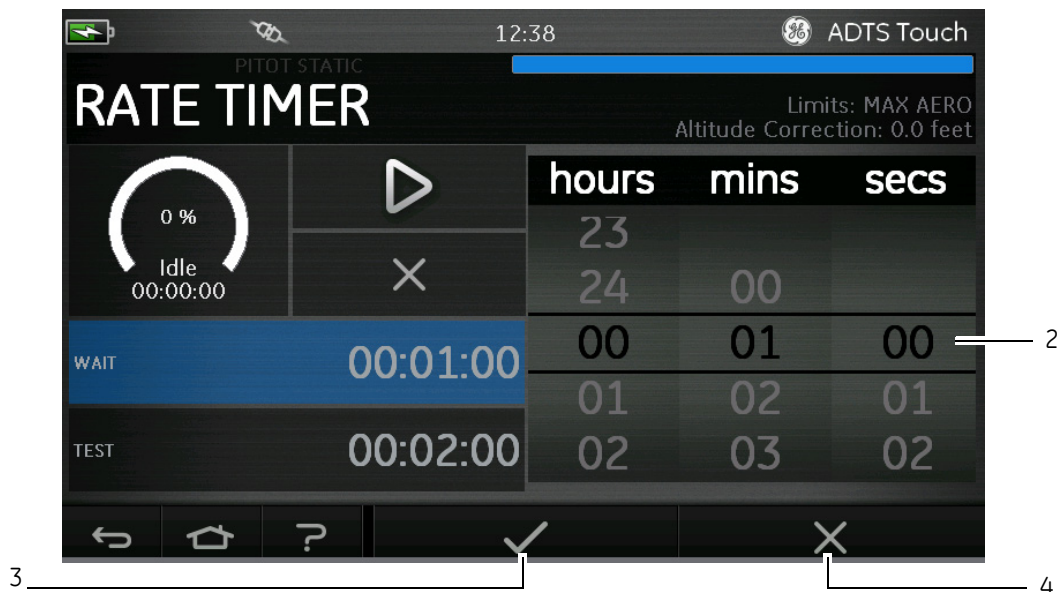 12:38 ADTS Touch
PITOT STATIC
RATE TIMER
Limits: MAX AERO
Altitude Correction: 0.0 feet
0 %
Idle
00:00:00
WAIT 00:01:00
TEST 00:02:00
hours mins secs
23
24 00
00 01 00
01 02 01
02 03 02
?
2
3
4